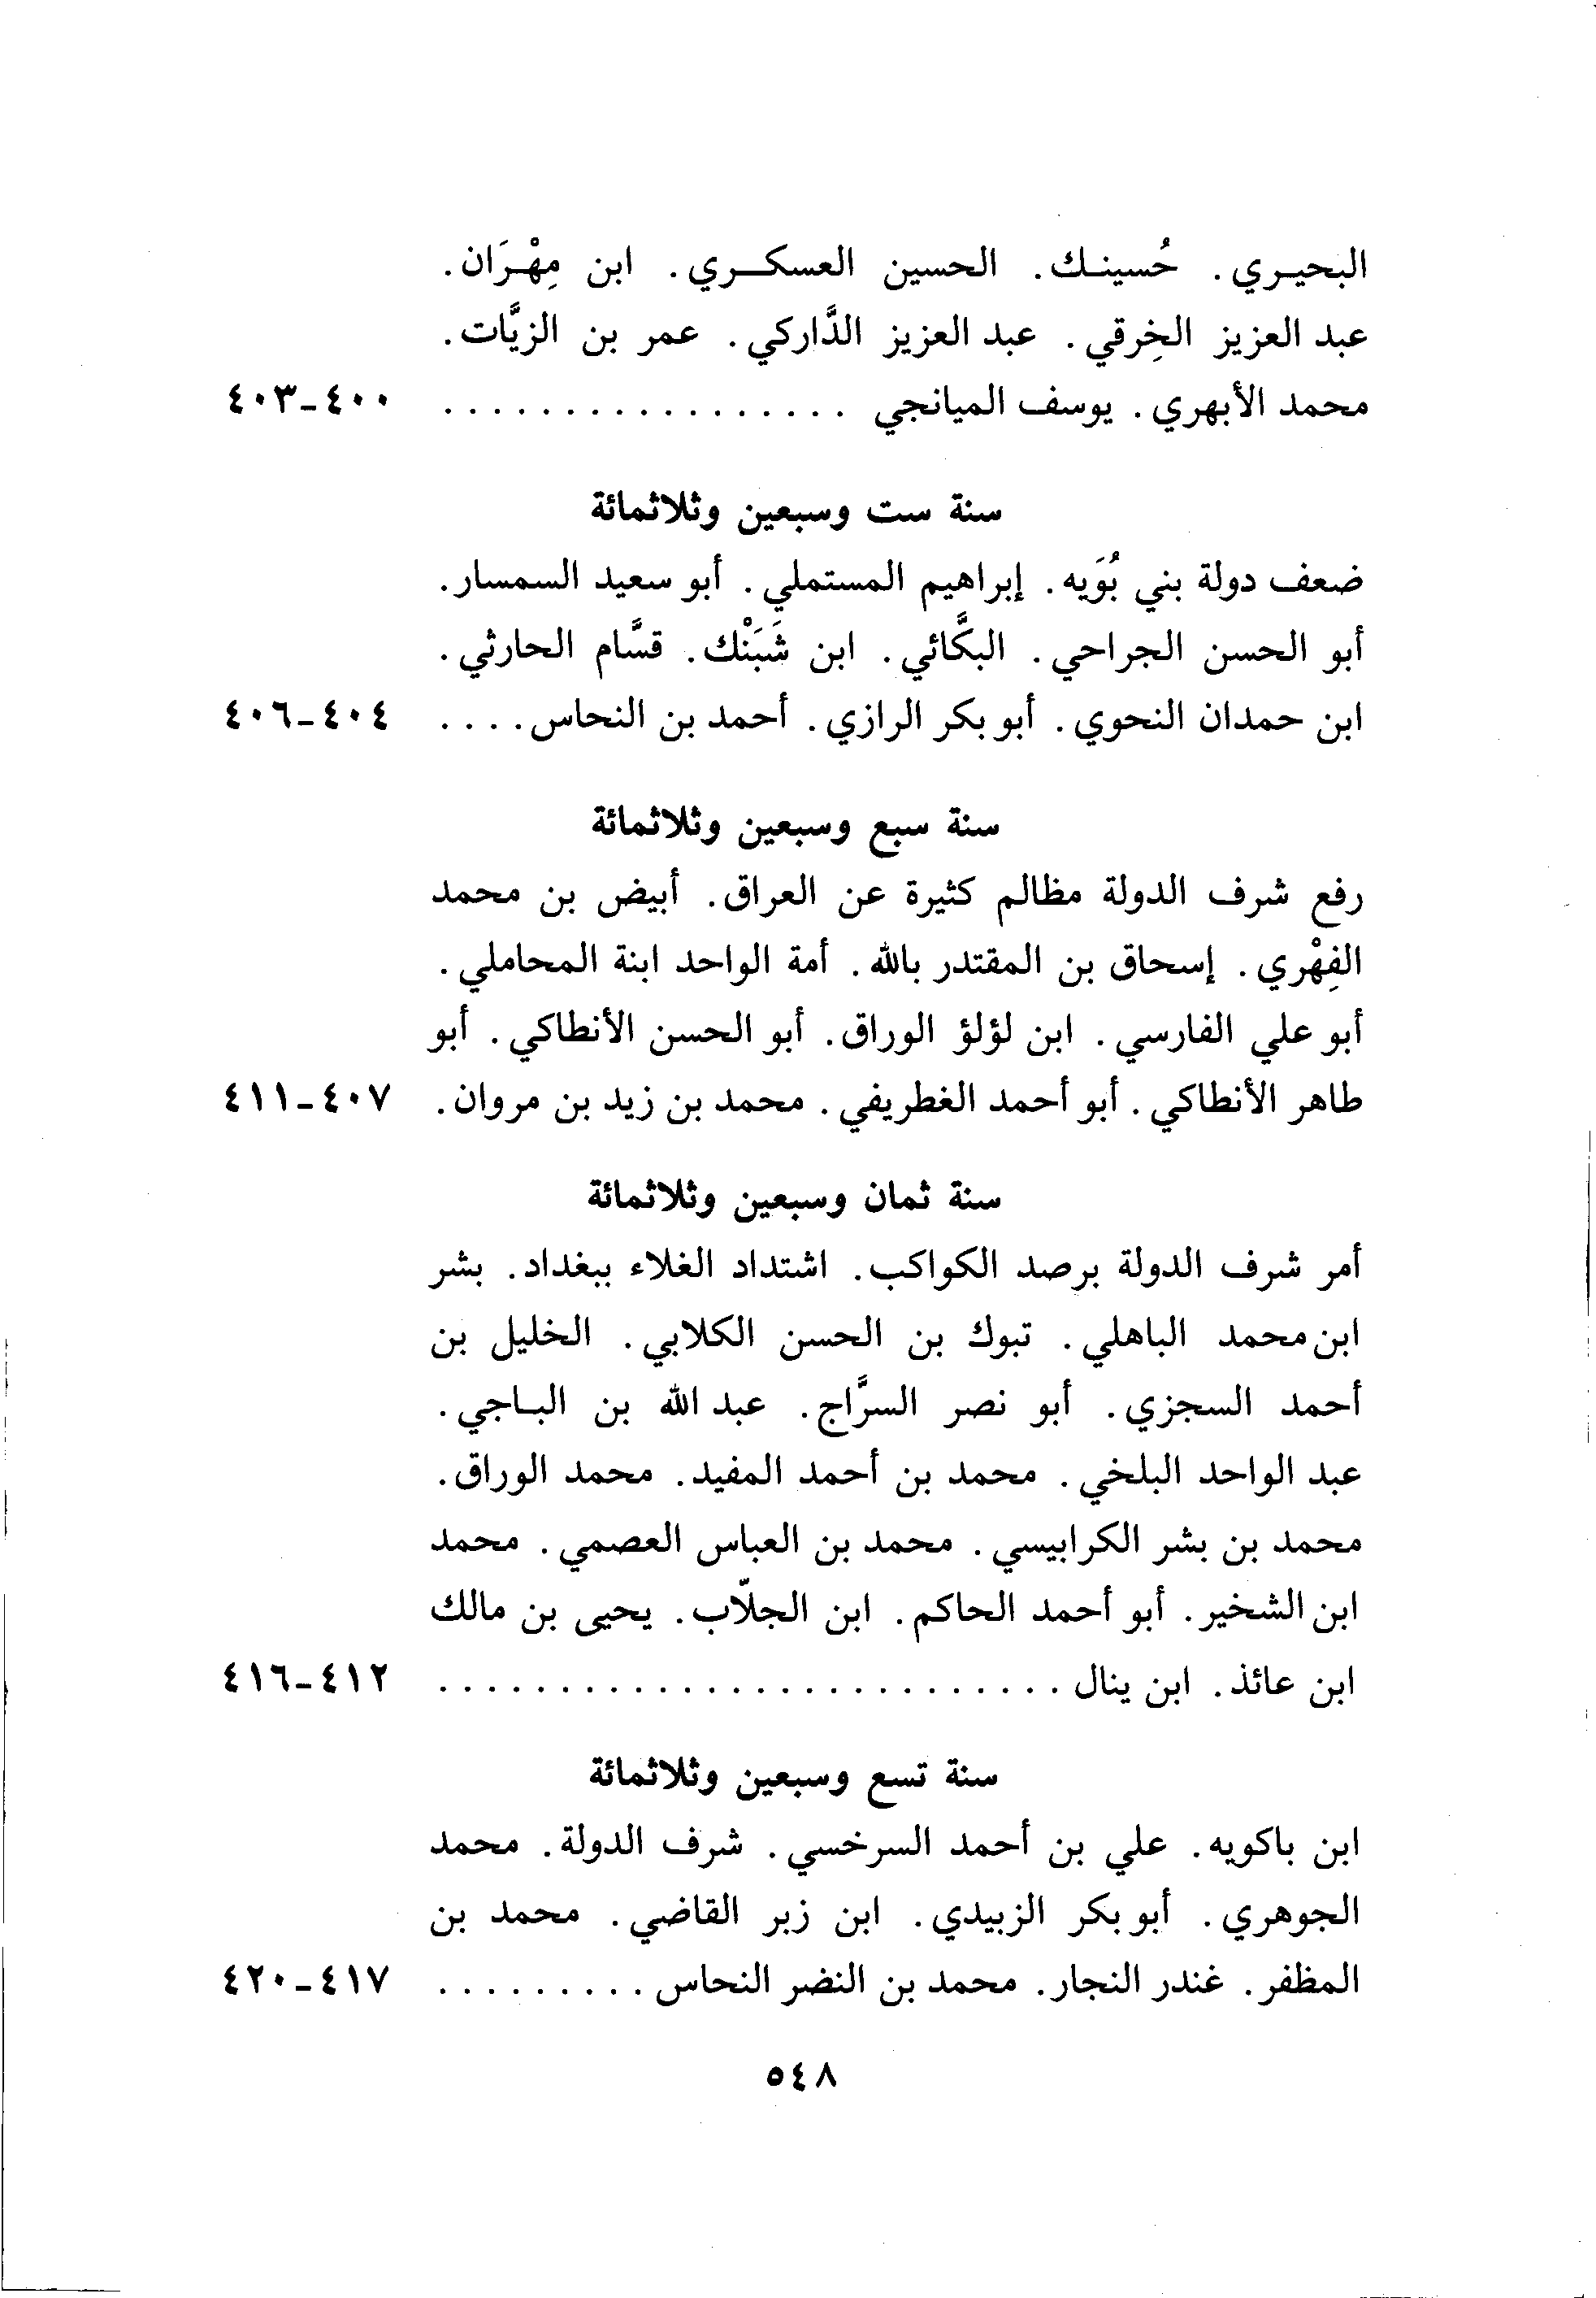 البحيـري. حُسينـك. الحسين العسكـــري. ابن مِهْـرَان.
عبد العزيز الخِرقي. عبد العزيز الدَّاركي. عمر بن الزيَّات.
محمد الأبهري. يوسف الميانجي . . . . . . . . . . . . . . . . . ٤٠٠-٤٠٣
سنة ست وسبعين وثلاثمائة
ضعف دولة بني بُوَيه. إبراهيم المستملي. أبو سعيد السمسار.
أبو الحسن الجراحي. البكَّائي. ابن شَبَنْك. قسَّام الحارثي.
ابن حمدان النحوي. أبو بكر الرازي. أحمد بن النحاس . . . . ٤٠٤-٤٠٦
سنة سبع وسبعين وثلاثمائة
رفع شرف الدولة مظالم كثيرة عن العراق. أبيض بن محمد
الفِهْري. إسحاق بن المقتدر بالله. أمة الواحد ابنة المحاملي.
أبو علي الفارسي. ابن لؤلؤ الوراق. أبو الحسن الأنطاكي. أبو
طاهر الأنطاكي. أبو أحمد الغطريفي. محمد بن زيد بن مروان. ٤٠٧-٤١١
سنة ثمان وسبعين وثلاثمائة
أمر شرف الدولة برصد الكواكب. اشتداد الغلاء ببغداد. بشر
ابن محمد الباهلي. تبوك بن الحسن الكلابي. الخليل بن
أحمد السجزي. أبو نصر السرَّاج. عبد الله بن البـاجي.
عبد الواحد البلخي. محمد بن أحمد المفيد. محمد الوراق.
محمد بن بشر الكرابيسي. محمد بن العباس العصمي. محمد
ابن الشخير. أبو أحمد الحاكم. ابن الجلّاب. يحيى بن مالك
ابن عائذ. ابن ينال . . . . . . . . . . . . . . . . . . . . . . . . . . ٤١٢-٤١٦
سنة تسع وسبعين وثلاثمائة
ابن باكويه. علي بن أحمد السرخسي. شرف الدولة. محمد
الجوهري. أبو بكر الزبيدي. ابن زبر القاضي. محمد بن
المظفر. غندر النجار. محمد بن النضر النحاس . . . . . . . . . ٤١٧-٤٢٠
٥٤٨